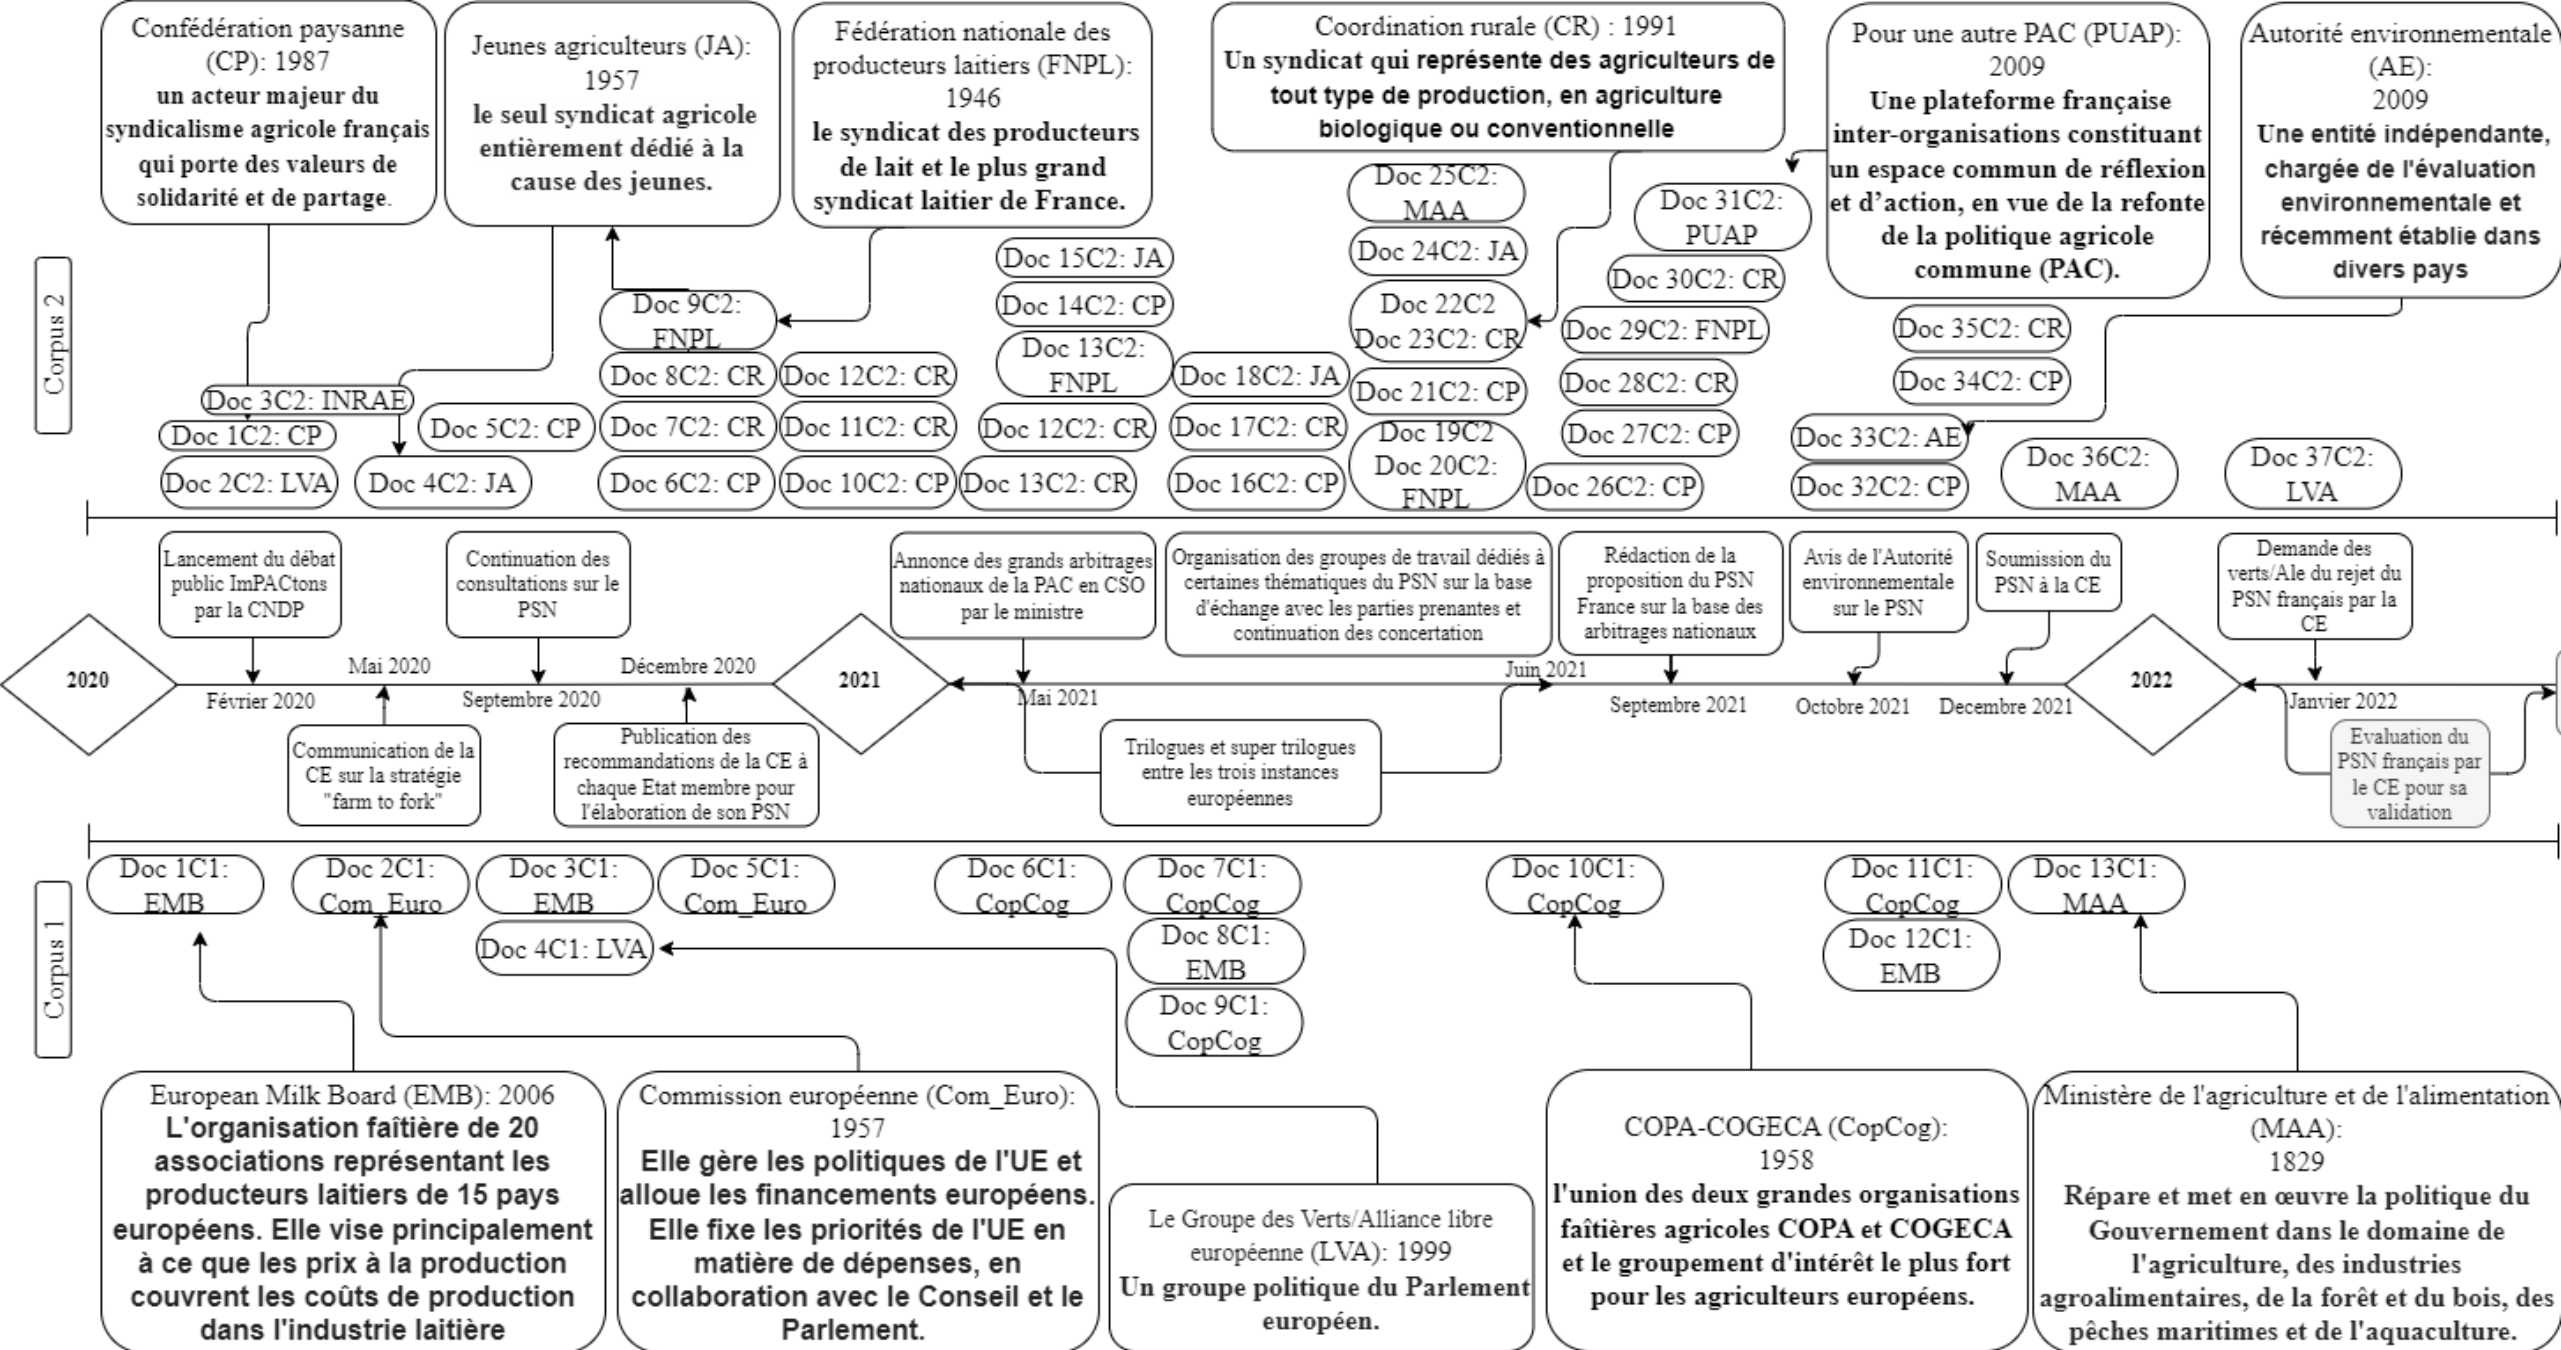 Confédération paysanne
(CP): 1987
un acteur majeur du
syndicalisme agricole français
qui porte des valeurs de
solidarité et de partage.
Jeunes agriculteurs (JA):
1957
le seul syndicat agricole
entièrement dédié à la
cause des jeunes.
Fédération nationale des
producteurs laitiers (FNPL):
1946
le syndicat des producteurs
de lait et le plus grand
syndicat laitier de France.
Coordination rurale (CR) : 1991
Un syndicat qui représente des agriculteurs de
tout type de production, en agriculture
biologique ou conventionnelle
Pour une autre PAC (PUAP):
2009
Une plateforme française
inter-organisations constituant
un espace commun de réflexion
et d’action, en vue de la refonte
de la politique agricole
commune (PAC).
Autorité environnementale
(AE):
2009
Une entité indépendante,
chargée de l'évaluation
environnementale et
récemment établie dans
divers pays
Corpus 2
Doc 3C2: INRAE
Doc 1C2: CP
Doc 2C2: LVA
Doc 5C2: CP
Doc 4C2: JA
Doc 9C2:
FNPL
Doc 8C2: CR
Doc 7C2: CR
Doc 6C2: CP
Doc 12C2: CR
Doc 11C2: CR
Doc 10C2: CP
Doc 15C2: JA
Doc 14C2: CP
Doc 13C2:
FNPL
Doc 12C2: CR
Doc 13C2: CR
Doc 18C2: JA
Doc 17C2: CR
Doc 16C2: CP
Doc 25C2:
MAA
Doc 24C2: JA
Doc 22C2
Doc 23C2: CR
Doc 21C2: CP
Doc 19C2
Doc 20C2:
FNPL
Doc 31C2:
PUAP
Doc 30C2: CR
Doc 29C2: FNPL
Doc 28C2: CR
Doc 27C2: CP
Doc 26C2: CP
Doc 35C2: CR
Doc 34C2: CP
Doc 33C2: AE
Doc 32C2: CP
Doc 36C2:
MAA
Doc 37C2:
LVA
Lancement du débat
public ImPACtons
par la CNDP
Continuation des
consultations sur le
PSN
Annonce des grands arbitrages
nationaux de la PAC en CSO
par le ministre
Organisation des groupes de travail dédiés à
certaines thématiques du PSN sur la base
d'échange avec les parties prenantes et
continuation des concertation
Rédaction de la
proposition du PSN
France sur la base des
arbitrages nationaux
Avis de l'Autorité
environnementale
sur le PSN
Soumission du
PSN à la CE
Demande des
verts/Ale du rejet du
PSN français par la
CE
2020
Février 2020
Mai 2020
Septembre 2020
Décembre 2020
2021
Mai 2021
Juin 2021
Septembre 2021
Octobre 2021
Decembre 2021
2022
Janvier 2022
Communication de la
CE sur la stratégie
"farm to fork"
Publication des
recommandations de la CE à
chaque Etat membre pour
l'élaboration de son PSN
Trilogues et super trilogues
entre les trois instances
européennes
Evaluation du
PSN français par
le CE pour sa
validation
Corpus 1
Doc 1C1:
EMB
Doc 2C1:
Com_Euro
Doc 3C1:
EMB
Doc 4C1: LVA
Doc 5C1:
Com_Euro
Doc 6C1:
CopCog
Doc 7C1:
CopCog
Doc 8C1:
EMB
Doc 9C1:
CopCog
Doc 10C1:
CopCog
Doc 11C1:
CopCog
Doc 12C1:
EMB
Doc 13C1:
MAA
European Milk Board (EMB): 2006
L'organisation faîtière de 20
associations représentant les
producteurs laitiers de 15 pays
européens. Elle vise principalement
à ce que les prix à la production
couvrent les coûts de production
dans l'industrie laitière
Commission européenne (Com_Euro):
1957
Elle gère les politiques de l'UE et
alloue les financements européens.
Elle fixe les priorités de l'UE en
matière de dépenses, en
collaboration avec le Conseil et le
Parlement.
Le Groupe des Verts/Alliance libre
européenne (LVA): 1999
Un groupe politique du Parlement
européen.
COPA-COGECA (CopCog):
1958
l'union des deux grandes organisations
faîtières agricoles COPA et COGECA
et le groupement d'intérêt le plus fort
pour les agriculteurs européens.
Ministère de l'agriculture et de l'alimentation
(MAA):
1829
Répare et met en œuvre la politique du
Gouvernement dans le domaine de
l'agriculture, des industries
agroalimentaires, de la forêt et du bois, des
pêches maritimes et de l'aquaculture.